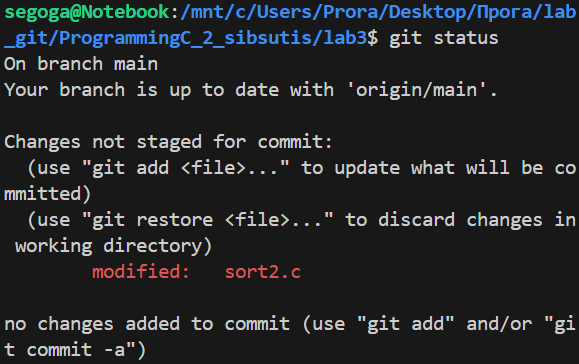 segoga@Notebook:/mnt/c/Users/Prora/Desktop/Прога/lab
_git/ProgrammingC_2_sibsutis/lab3$ git status
On branch main
Your branch is up to date with 'origin/main'.

Changes not staged for commit:
  (use "git add <file>..." to update what will be co
mmitted)
  (use "git restore <file>..." to discard changes in
 working directory)
        modified:   sort2.c

no changes added to commit (use "git add" and/or "gi
t commit -a")